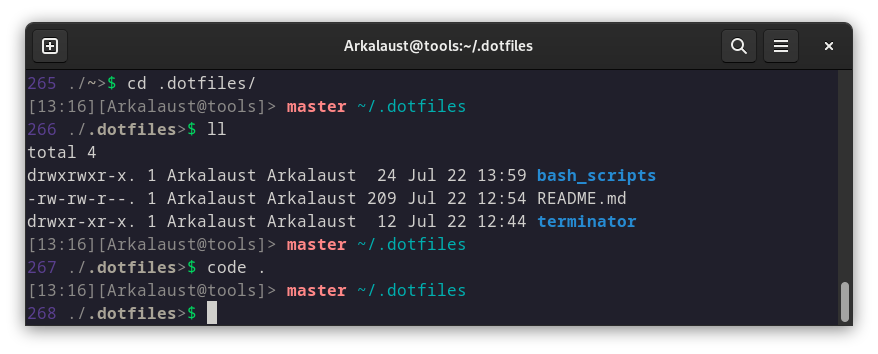 Arkalaust@tools:~/.dotfiles
265 ./~>$ cd .dotfiles/
[13:16][Arkalaust@tools]> master ~/.dotfiles
266 ./.dotfiles>$ ll
total 4
drwxrwxr-x. 1 Arkalaust Arkalaust  24 Jul 22 13:59 bash_scripts
-rw-rw-r--. 1 Arkalaust Arkalaust 209 Jul 22 12:54 README.md
drwxr-xr-x. 1 Arkalaust Arkalaust  12 Jul 22 12:44 terminator
[13:16][Arkalaust@tools]> master ~/.dotfiles
267 ./.dotfiles>$ code .
[13:16][Arkalaust@tools]> master ~/.dotfiles
268 ./.dotfiles>$